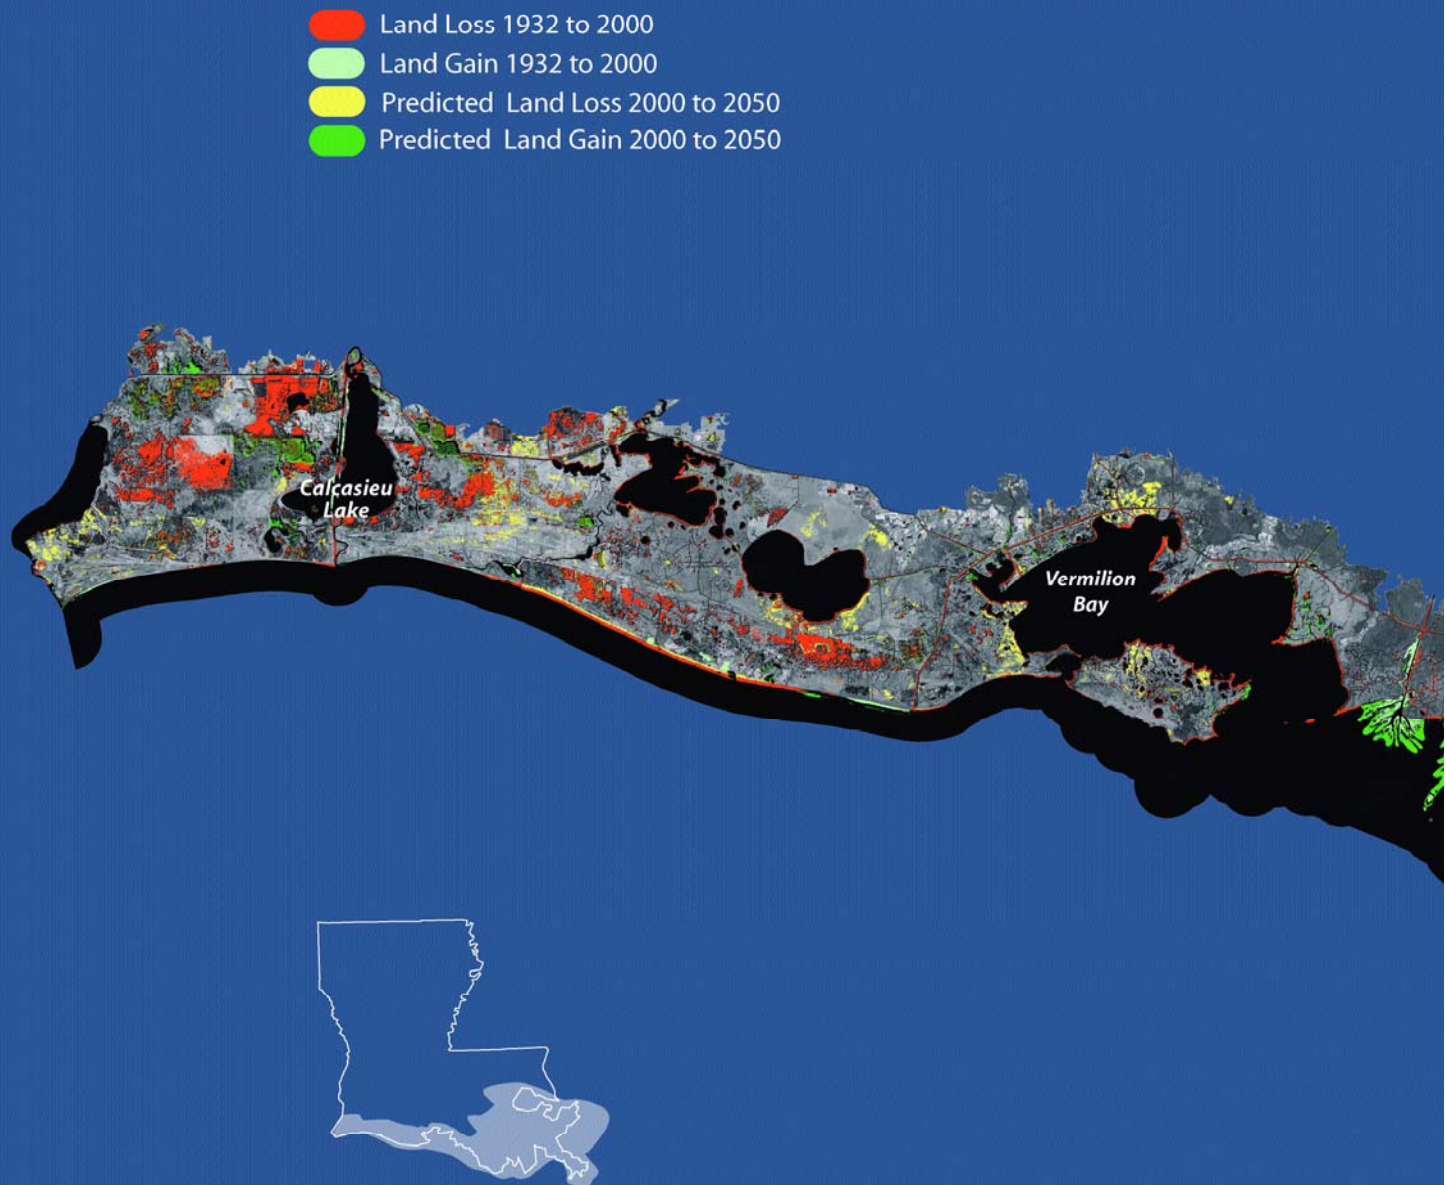 Land Loss 1932 to 2000
Land Gain 1932 to 2000
Predicted Land Loss 2000 to 2050
Predicted Land Gain 2000 to 2050
Calcasieu
Lake
Vermilion
Bay